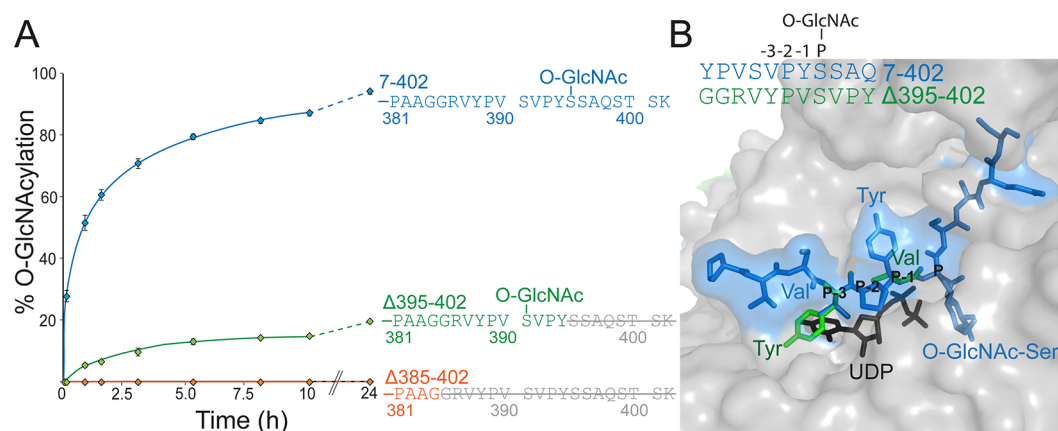 A
% O-GlcNAcylation
100
80
60
40
20
0
2.5
5.0
7.5
10
24
Time (h)
7-402
O-GlcNAc
–PAAGGRVYPV SVPYSSAQST SK
381 390 400
Δ395-402
O-GlcNAc
–PAAGGRVYPV SVPYSSAQST SK
381 390 400
Δ385-402
–PAAGGRVYPV SVPYSSAQST SK
381 390 400
B
O-GlcNAc
-3-2-1 P
YPVSVPYSSAQ 7-402
GGRVYPVSVPY Δ395-402
Tyr
Val
Val
P-3
P-2
P-1
P
Tyr
UDP
O-GlcNAc-Ser